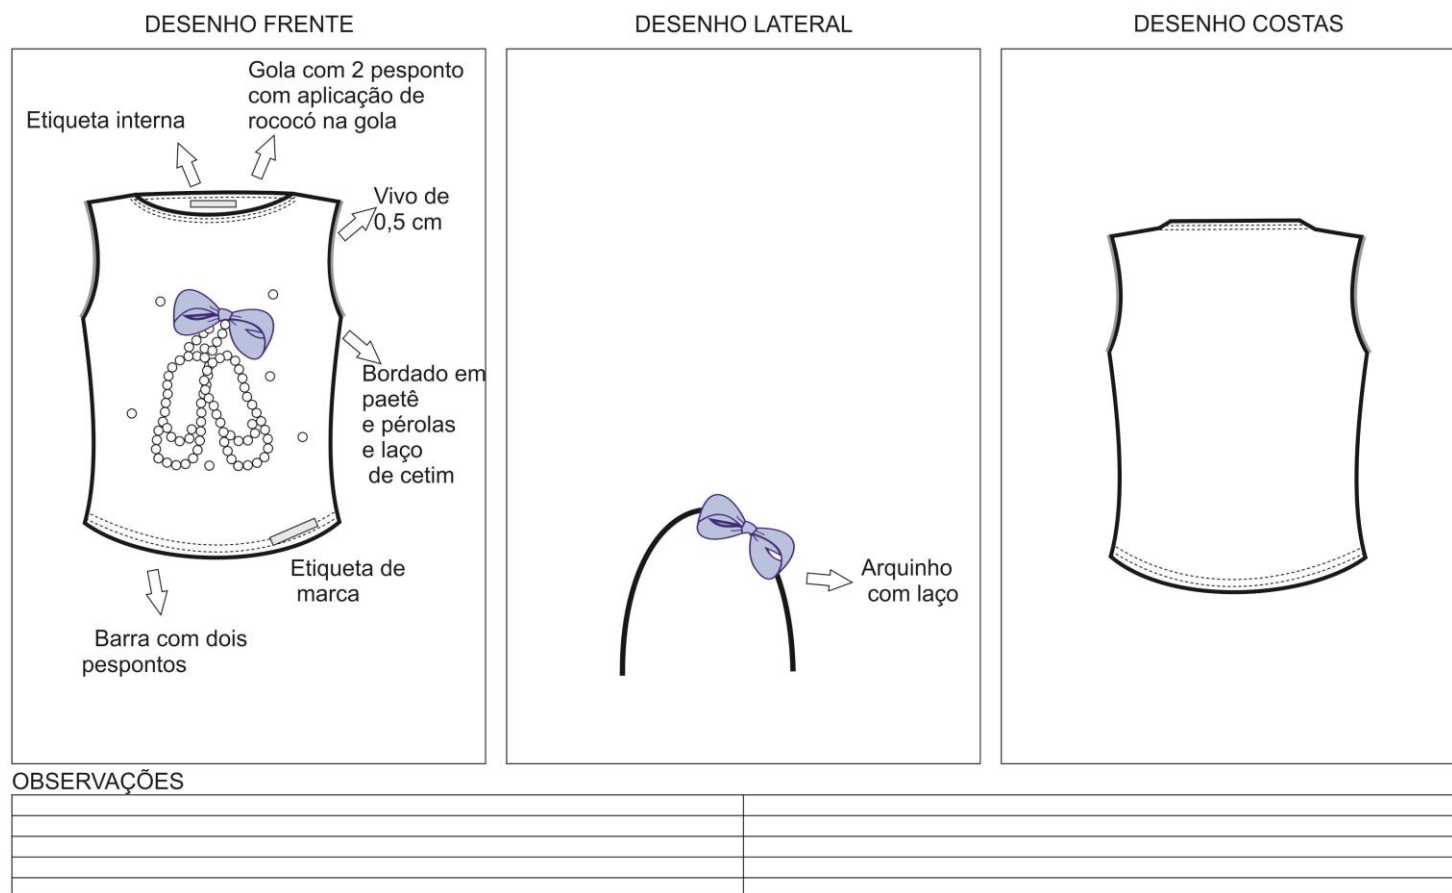 DESENHO FRENTE
DESENHO LATERAL
DESENHO COSTAS
Gola com 2 pesponto
com aplicação de
rococó na gola
Etiqueta interna
Vivo de
0,5 cm
Bordado em
paetê
e pérolas
e laço
de cetim
Etiqueta de
marca
Barra com dois
pespontos
Arquinho
com laço
OBSERVAÇÕES